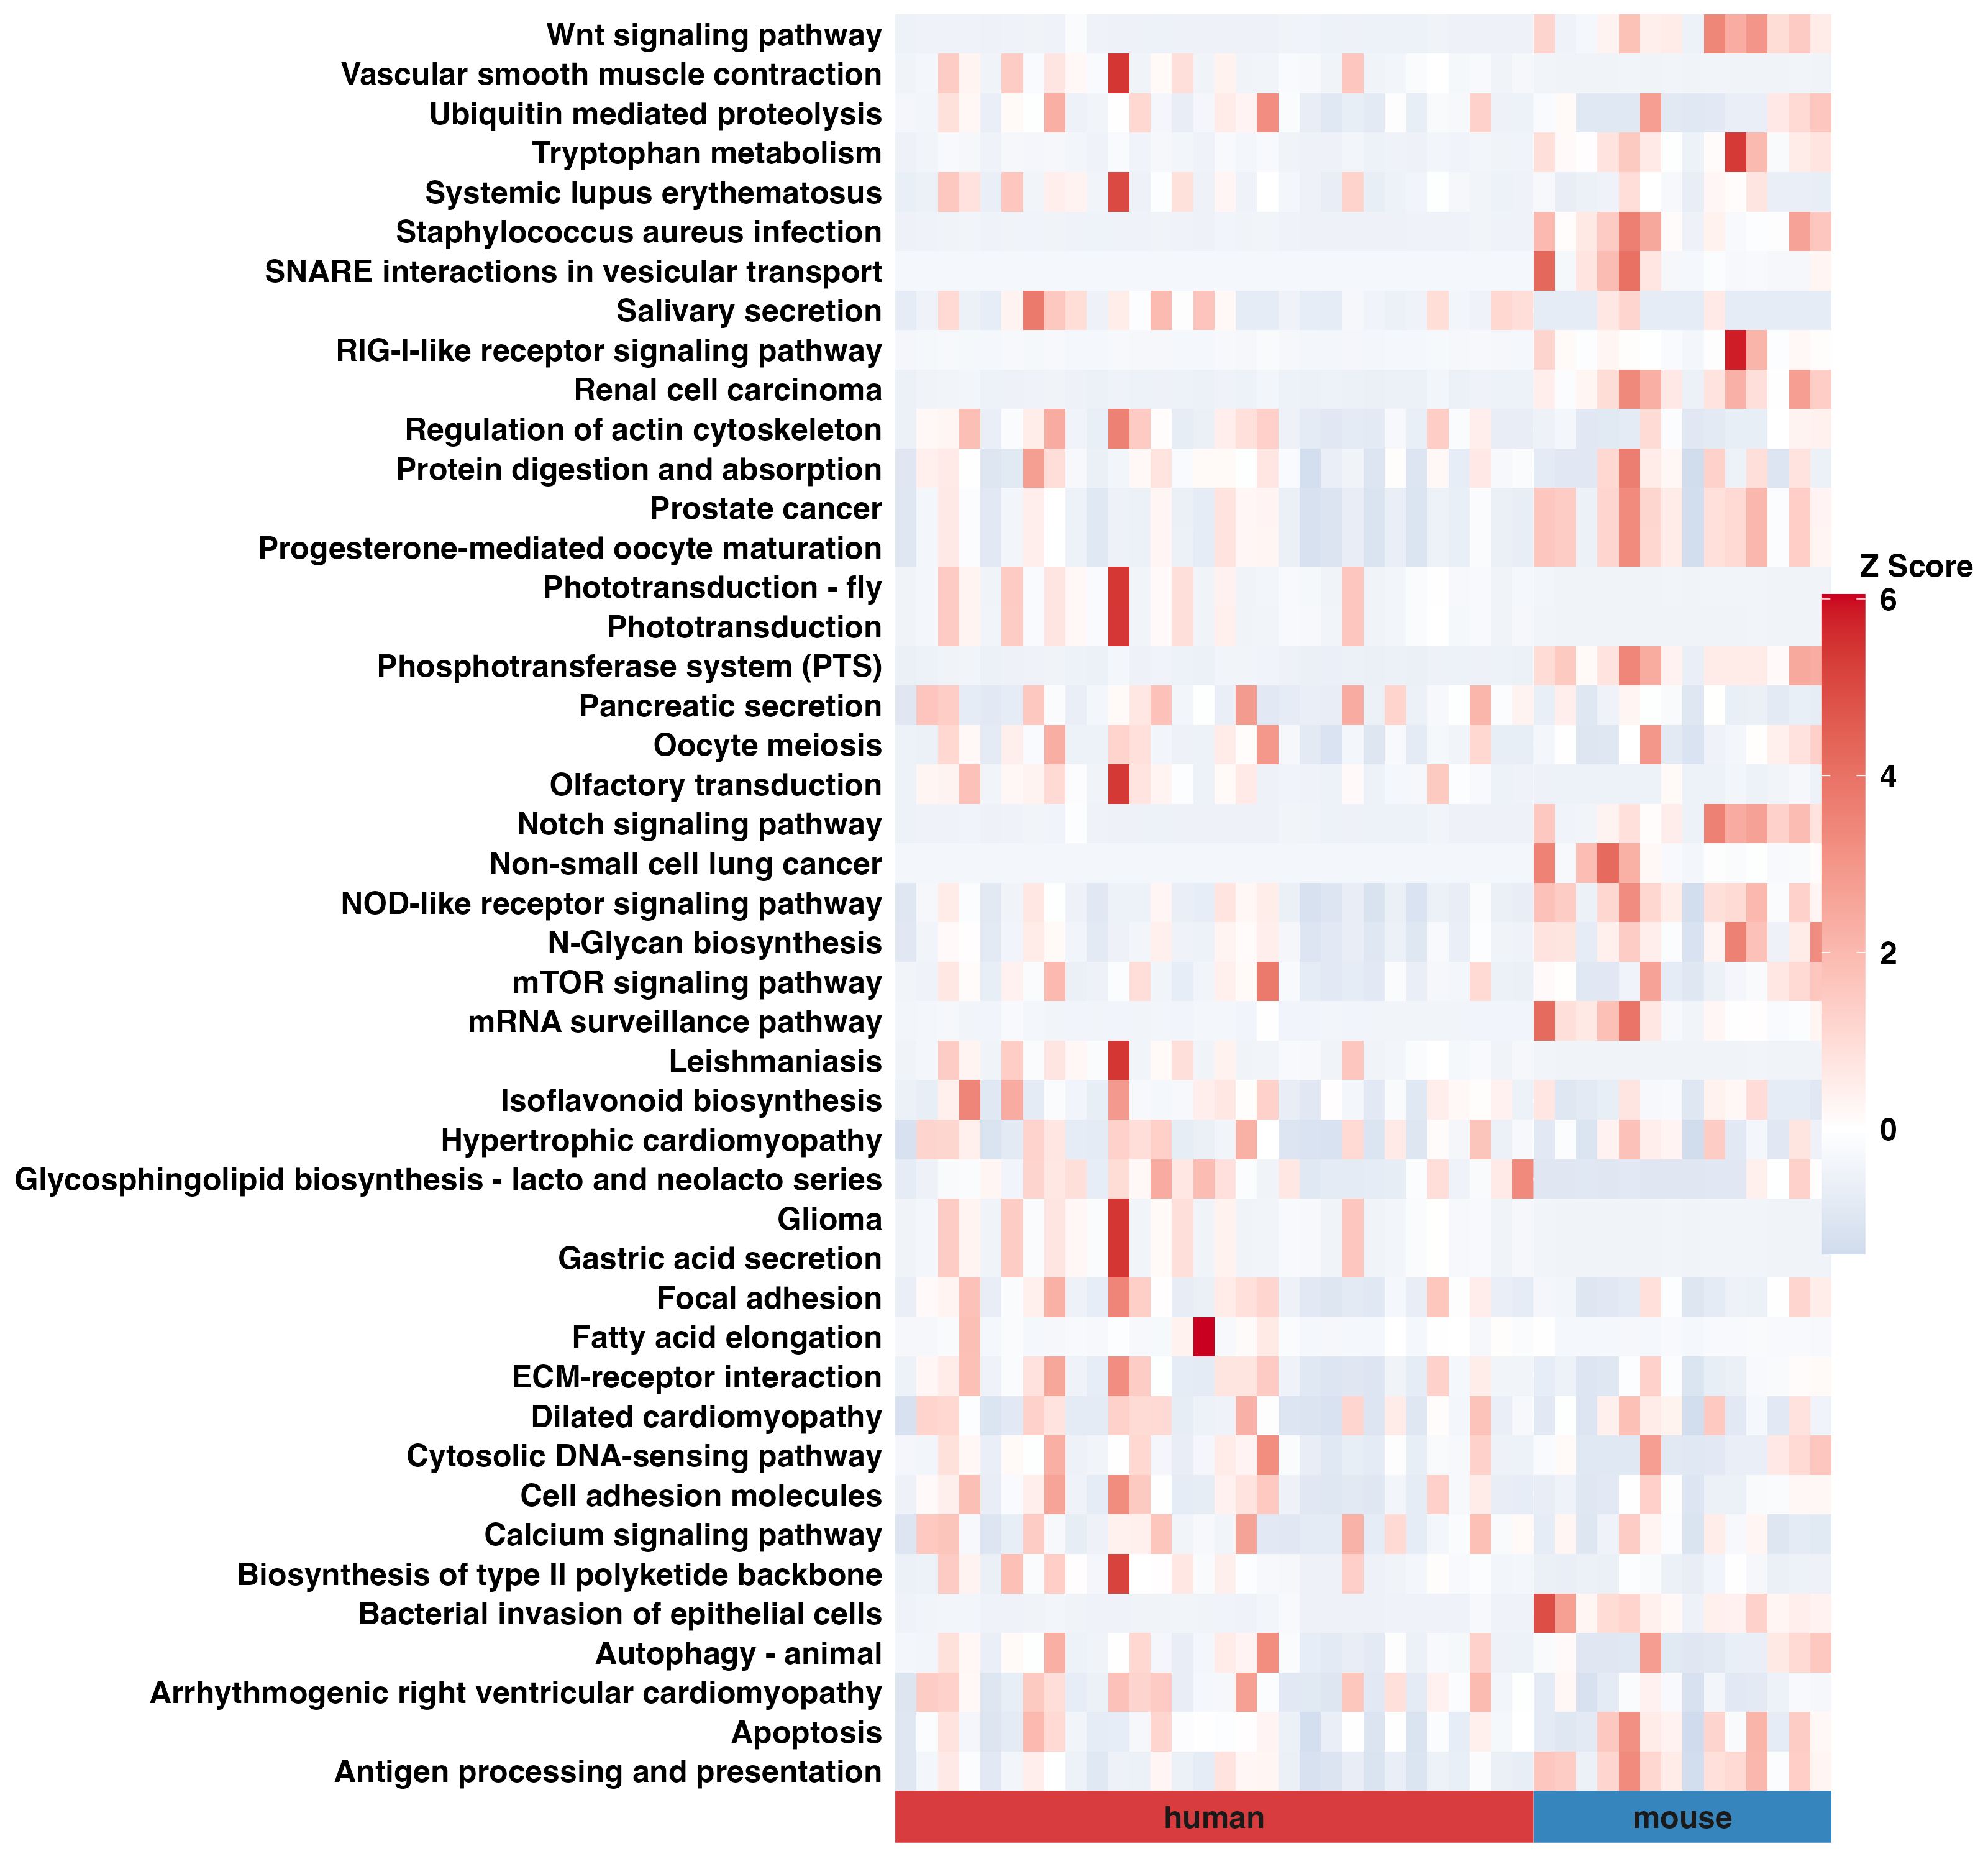 Wnt signaling pathway
Vascular smooth muscle contraction
Ubiquitin mediated proteolysis
Tryptophan metabolism
Systemic lupus erythematosus
Staphylococcus aureus infection
SNARE interactions in vesicular transport
Salivary secretion
RIG-I-like receptor signaling pathway
Renal cell carcinoma
Regulation of actin cytoskeleton
Protein digestion and absorption
Prostate cancer
Progesterone-mediated oocyte maturation
Phototransduction - fly
Phototransduction
Phosphotransferase system (PTS)
Pancreatic secretion
Oocyte meiosis
Olfactory transduction
Notch signaling pathway
Non-small cell lung cancer
NOD-like receptor signaling pathway
N-Glycan biosynthesis
mTOR signaling pathway
mRNA surveillance pathway
Leishmaniasis
Isoflavonoid biosynthesis
Hypertrophic cardiomyopathy
Glycosphingolipid biosynthesis - lacto and neolacto series
Glioma
Gastric acid secretion
Focal adhesion
Fatty acid elongation
ECM-receptor interaction
Dilated cardiomyopathy
Cytosolic DNA-sensing pathway
Cell adhesion molecules
Calcium signaling pathway
Biosynthesis of type II polyketide backbone
Bacterial invasion of epithelial cells
Autophagy - animal
Arrhythmogenic right ventricular cardiomyopathy
Apoptosis
Antigen processing and presentation
human
mouse
Z Score
6
4
2
0